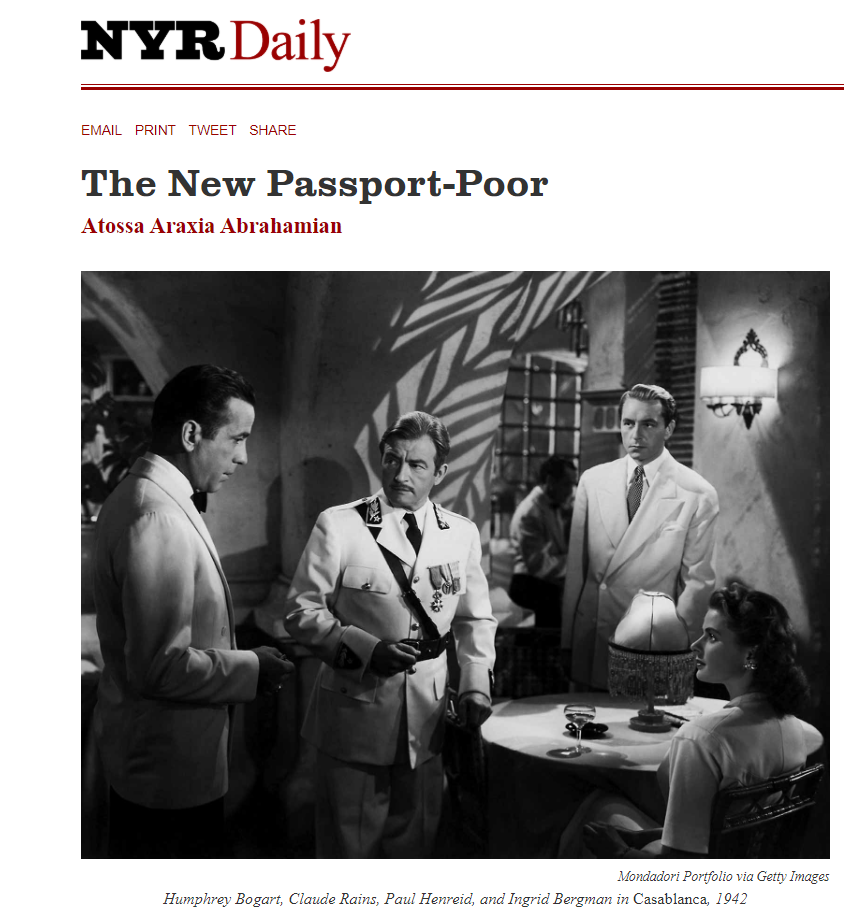 NYR Daily
EMAIL PRINT TWEET SHARE
The New Passport-Poor
Atossa Araxia Abrahamian
Mondadori Portfolio via Getty Images
Humphrey Bogart, Claude Rains, Paul Henreid, and Ingrid Bergman in Casablanca, 1942